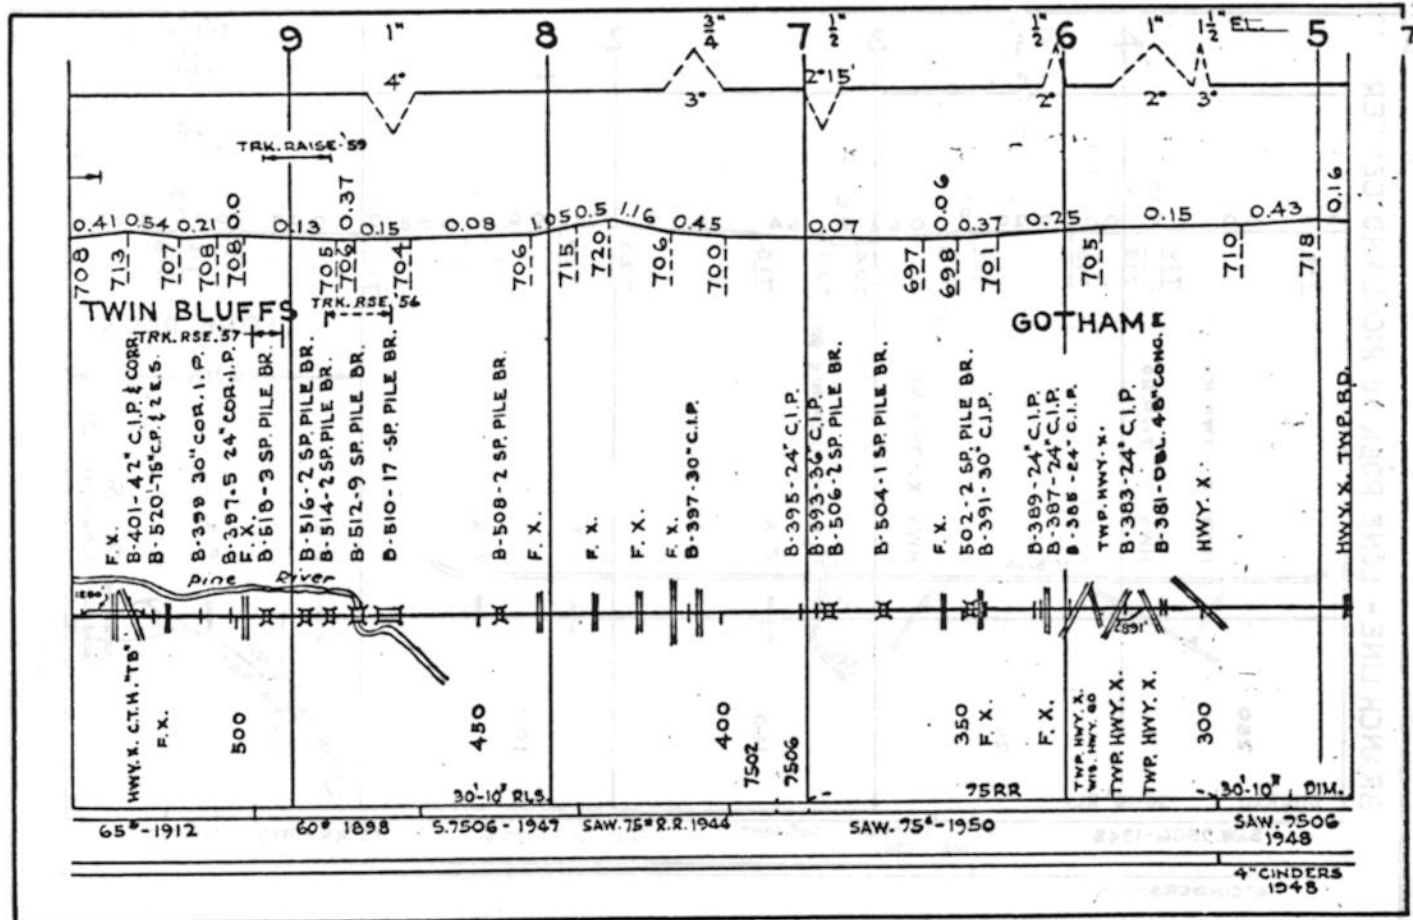 9 1" 8 3/4" 7 1/2" 1/2" 6 1" 1 1/2" EL. 5
4° 3° 2°15' 2° 2° 3°
TRK. RAISE-'59
0.41 0.54 0.21 0.0 0.13 0.37 0.15 0.08 1.05 0.5 1.16 0.45 0.07 0.06 0.37 0.25 0.15 0.43 0.16
708 713 707 708 708 705 706 704 706 715 720 706 700 697 698 701 705 710 718
TWIN BLUFFS
TRK. RSE. '56
GOTHAM
TRK. RSE. '57
F. X.
B-401-42" C.I.P. & CORR.
B-520-75" C.P. & 2 E.S.
B-399 30" COR. I. P.
B-397.5 24" COR. I. P.
F. X.
B-518-3 SP. PILE BR.
B-516-2 SP. PILE BR.
B-514-2 SP. PILE BR.
B-512-9 SP. PILE BR.
B-510-17-SP. PILE BR.
B-508-2 SP. PILE BR.
F. X.
F. X.
F. X.
F. X.
B-397-30" C.I.P.
B-395-24" C.I.P.
B-393-36" C.I.P.
B-506-2 SP. PILE BR.
B-504-1 SP. PILE BR.
F. X.
502-2 SP. PILE BR.
B-391-30" C.I.P.
B-389-24" C.I.P.
B-387-24" C.I.P.
B-385-24" C.I.P.
TWP. HWY. X.
B-383-24" C.I.P.
B-381-DBL. 48" CONC. P.
HWY. X.
HWY. X. TWP. RD.
Pine River
2891'
HWY. X. C.T.H. "TB"
F. X.
500
450
400
7502
7506
350
F. X.
F. X.
TWP. HWY. X.
WIS. HWY. 60
TWP. HWY. X.
TWP. HWY. X.
300
30'-10" RLS. 75RR 30'-10" DIM.
65#-1912 60# 1898 S.7506-1947 SAW. 75# R.R. 1944 SAW. 75#-1950 SAW. 7506
1948
4" CINDERS
1948